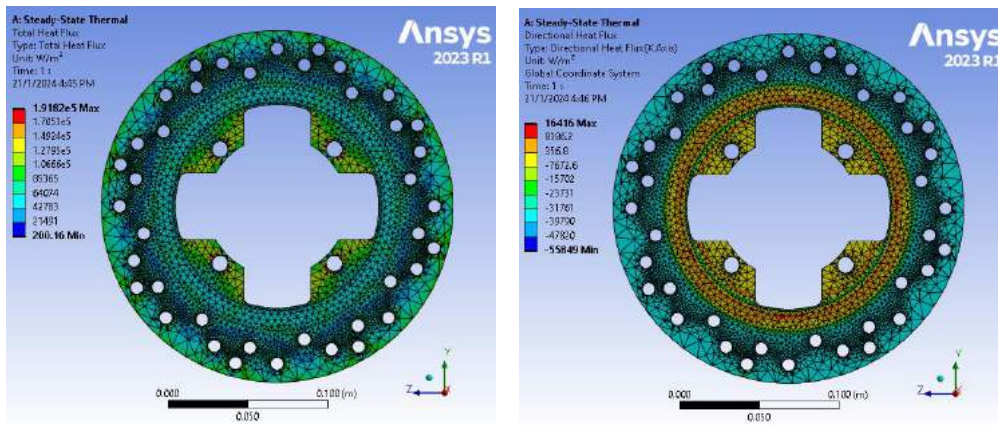 A: Steady-State Thermal
Total Heat Flux
Type: Total Heat Flux
Unit: W/m²
Time: 1 s
21/1/2024 4:45 PM
1.9182e5 Max
1.7053e5
1.4924e5
1.2795e5
1.0666e5
85365
64074
42783
21491
200.16 Min
Ansys
2023 R1
0.000
0.100 (m)
0.050
Y
Z
X
A: Steady-State Thermal
Directional Heat Flux
Type: Directional Heat Flux(X Axis)
Unit: W/m²
Global Coordinate System
Time: 1 s
21/1/2024 4:46 PM
16416 Max
8386.2
356.8
-7672.6
-15702
-23731
-31761
-39790
-47820
-55849 Min
Ansys
2023 R1
0.000
0.100 (m)
0.050
Y
Z
X